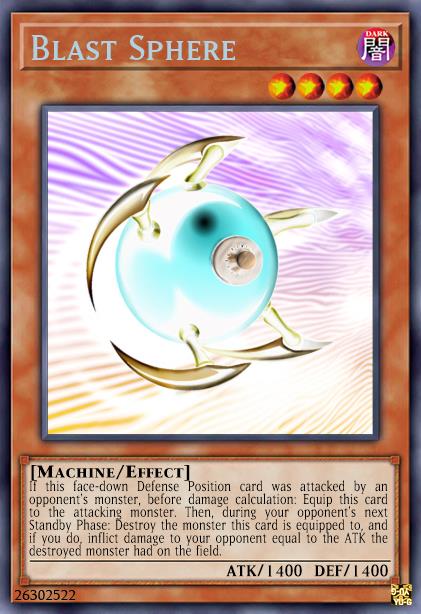 Blast Sphere
DARK
闇
[Machine/Effect]
If this face-down Defense Position card was attacked by an
opponent's monster, before damage calculation: Equip this card
to the attacking monster. Then, during your opponent's next
Standby Phase: Destroy the monster this card is equipped to, and
if you do, inflict damage to your opponent equal to the ATK the
destroyed monster had on the field.
ATK/1400 DEF/1400
26302522